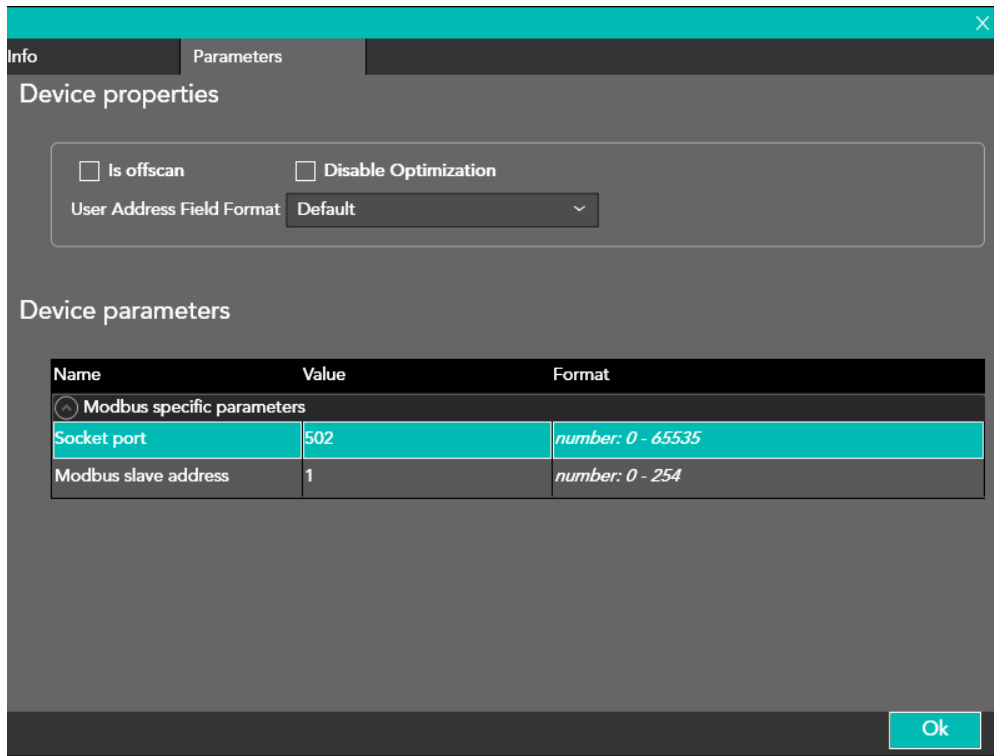 Info Parameters
Device properties
Is offscan Disable Optimization
User Address Field Format Default
Device parameters
Name Value Format
Modbus specific parameters
Socket port 502 number: 0 - 65535
Modbus slave address 1 number: 0 - 254
Ok